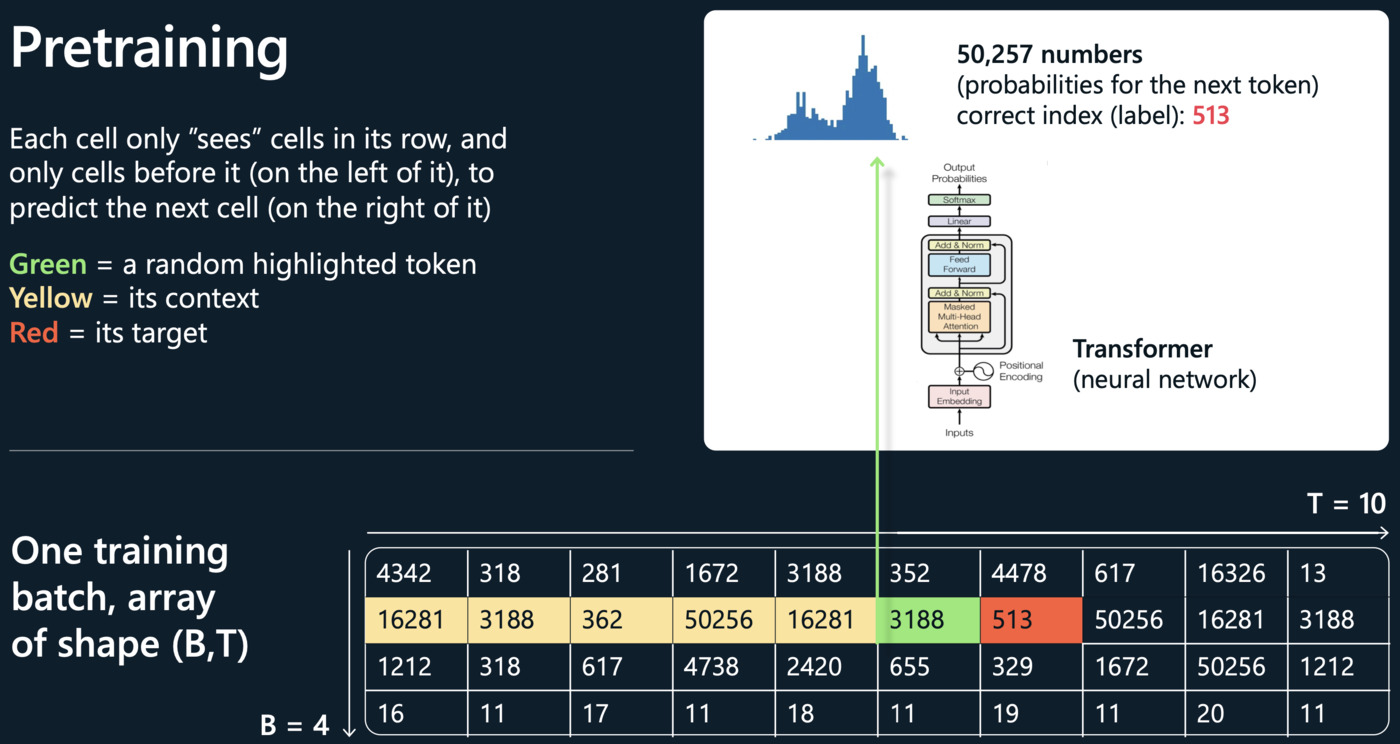 Pretraining
Each cell only ”sees” cells in its row, and
only cells before it (on the left of it), to
predict the next cell (on the right of it)
Green = a random highlighted token
Yellow = its context
Red = its target
50,257 numbers
(probabilities for the next token)
correct index (label): 513
Output
Probabilities
Softmax
Linear
Add & Norm
Feed
Forward
Add & Norm
Masked
Multi-Head
Attention
Positional
Encoding
Input
Embedding
Inputs
Transformer
(neural network)
One training
batch, array
of shape (B,T)
T = 10
B = 4
4342 318 281 1672 3188 352 4478 617 16326 13
16281 3188 362 50256 16281 3188 513 50256 16281 3188
1212 318 617 4738 2420 655 329 1672 50256 1212
16 11 17 11 18 11 19 11 20 11